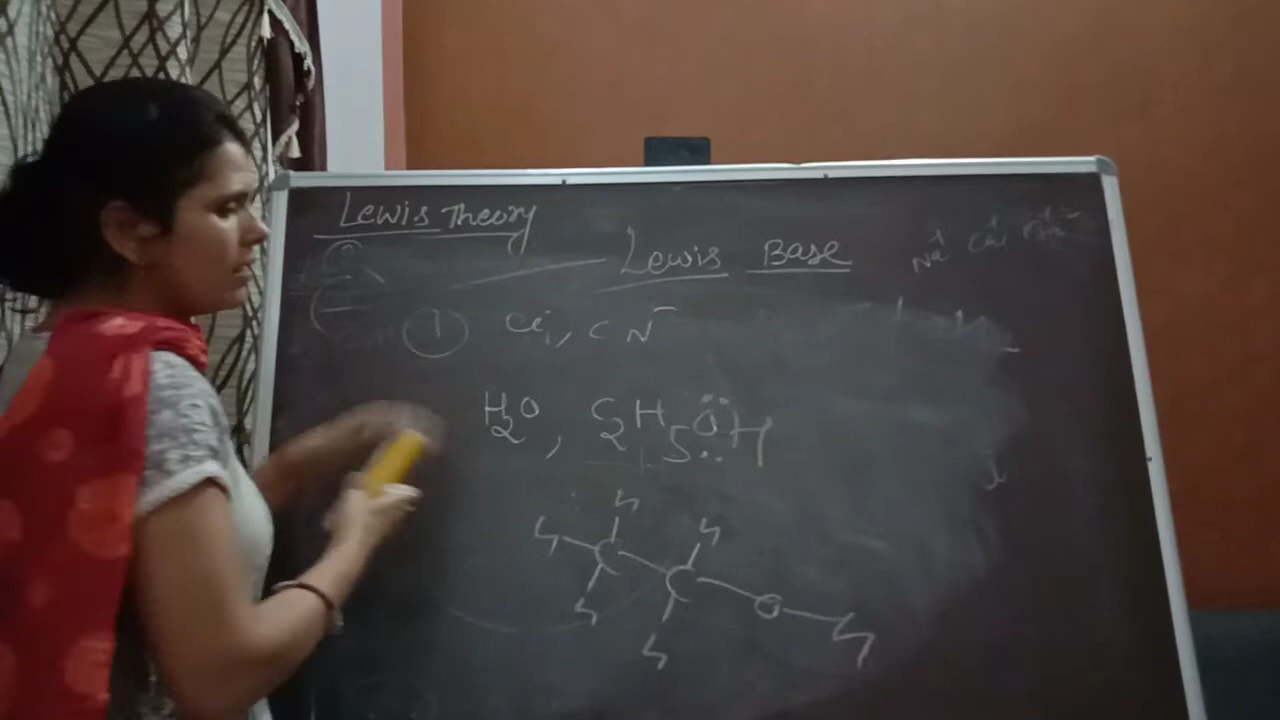 Lewis Theory
Lewis Base
① Cl, CN⁻
H₂O, C₂H₅ÖH
H H
H C C O H
H H